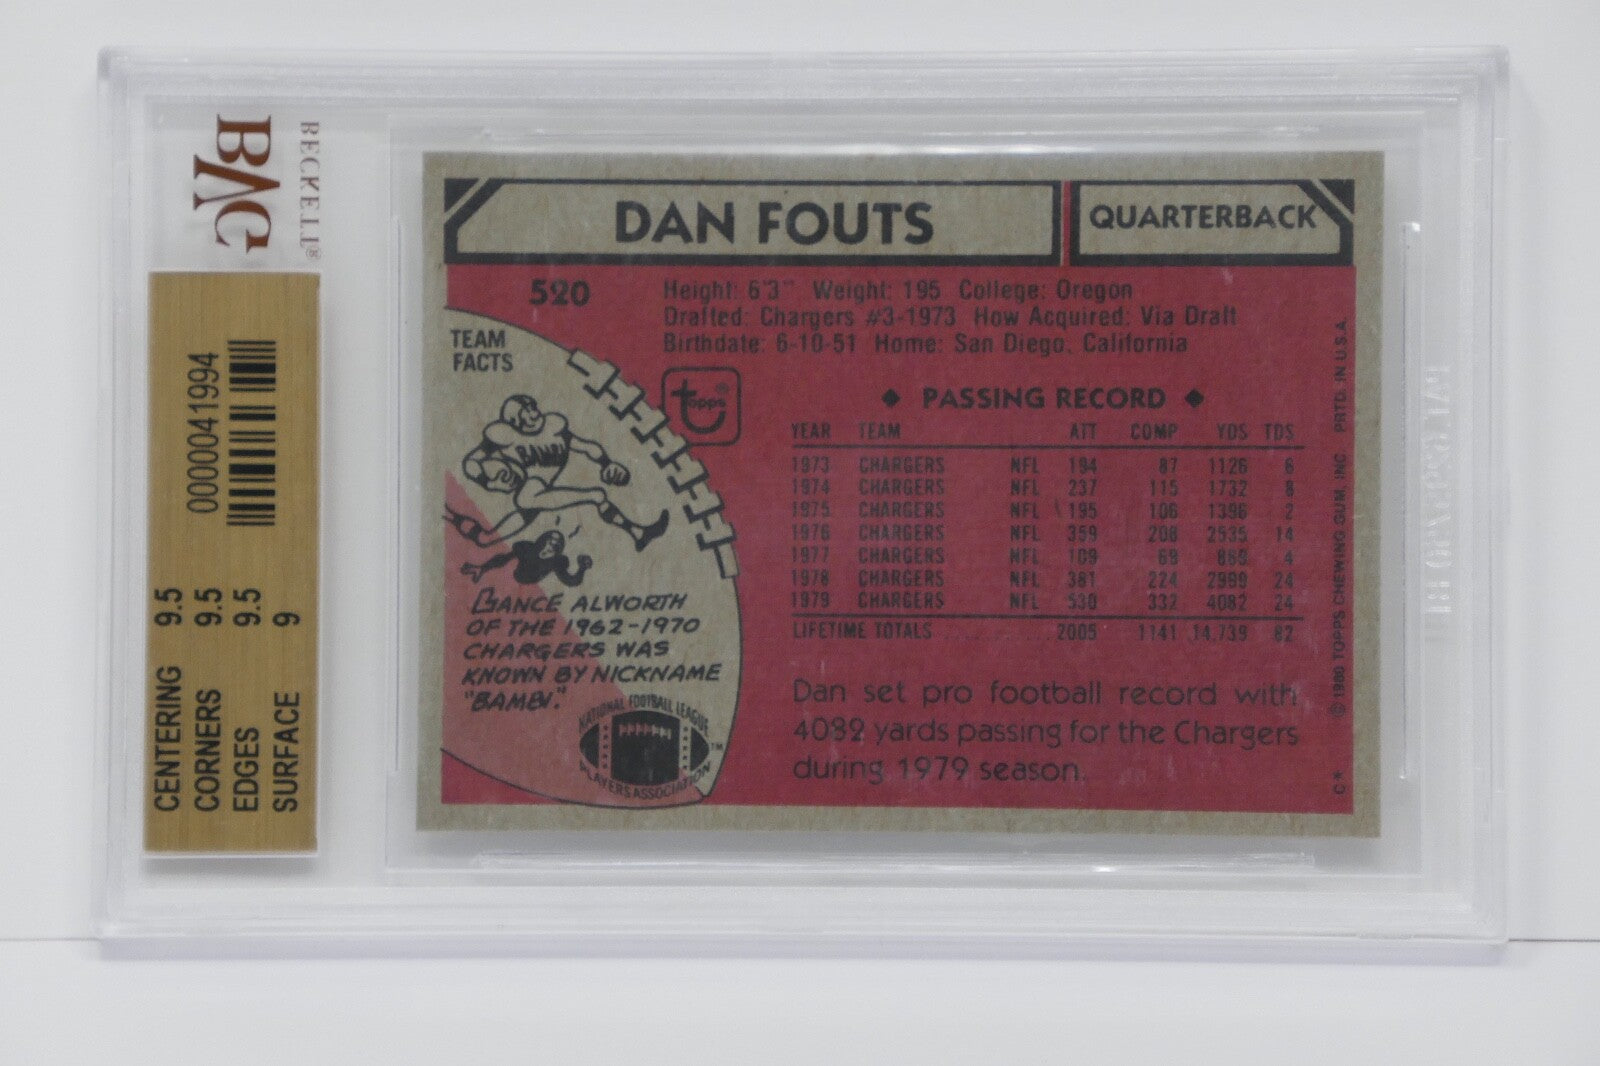 BECKETT®
BVG
0000041994
CENTERING 9.5
CORNERS 9.5
EDGES 9.5
SURFACE 9
DAN FOUTS
QUARTERBACK
520
Height: 6'3" Weight: 195 College: Oregon
Drafted: Chargers #3-1973 How Acquired: Via Draft
Birthdate: 6-10-51 Home: San Diego, California
TEAM
FACTS
topps®
BAMBI
LANCE ALWORTH
OF THE 1962-1970
CHARGERS WAS
KNOWN BY NICKNAME
"BAMBI."
NATIONAL FOOTBALL LEAGUE
PLAYERS ASSOCIATION
TM
◆ PASSING RECORD ◆
YEAR TEAM ATT COMP YDS TDS
1973 CHARGERS NFL 194 87 1126 6
1974 CHARGERS NFL 237 115 1732 8
1975 CHARGERS NFL 195 106 1396 2
1976 CHARGERS NFL 359 208 2535 14
1977 CHARGERS NFL 109 69 869 4
1978 CHARGERS NFL 381 224 2999 24
1979 CHARGERS NFL 530 332 4082 24
LIFETIME TOTALS 2005 1141 14,739 82
Dan set pro football record with
4082 yards passing for the Chargers
during 1979 season.
C* © 1980 TOPPS CHEWING GUM, INC PRTD. IN U.S.A.